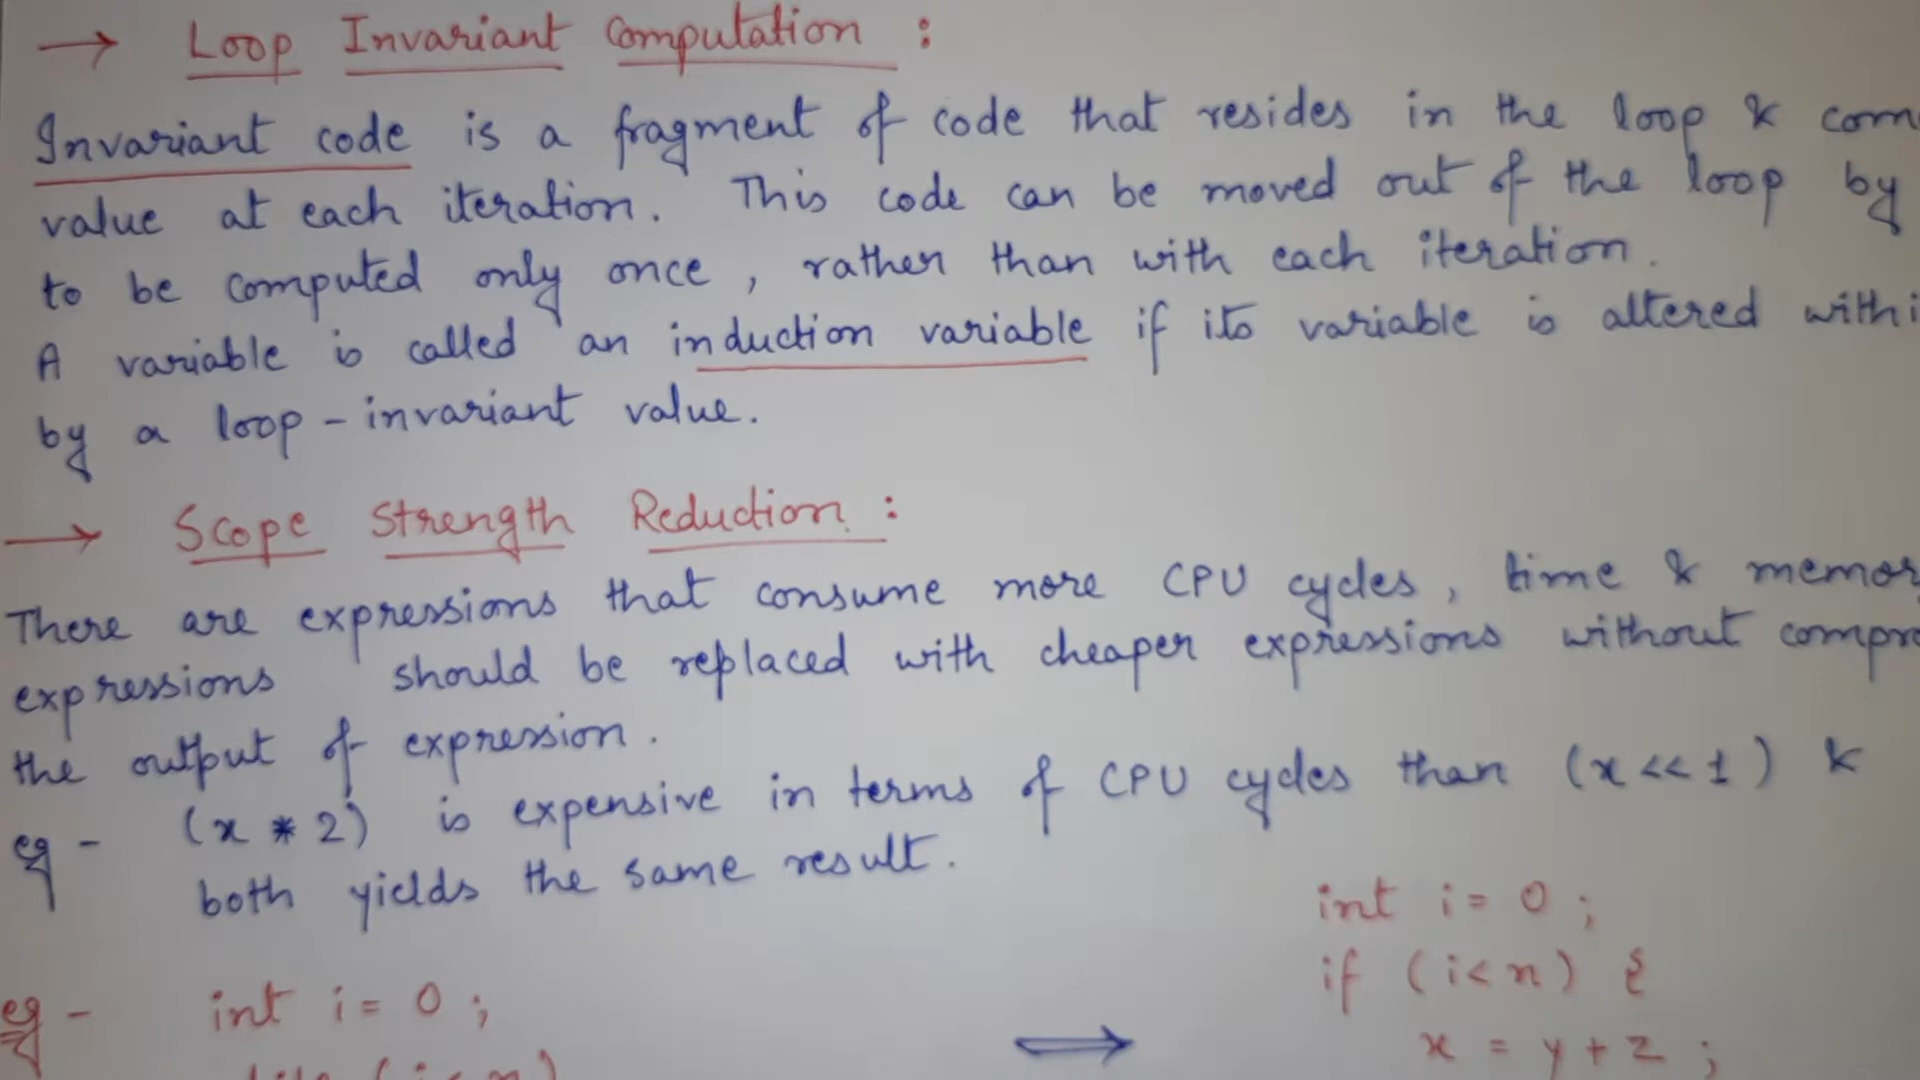 → Loop Invariant Computation :
Invariant code is a fragment of code that resides in the loop &
value at each iteration. This code can be moved out of the loop by
to be computed only once, rather than with each iteration.
A variable is called an induction variable if its variable is altered
by a loop-invariant value.
→ Scope Strength Reduction :
There are expressions that consume more CPU cycles, time &
expressions should be replaced with cheaper expressions without
the output of expression.
eg - (x * 2) is expensive in terms of CPU cycles than (x << 1) &
both yields the same result.
eg - int i = 0 ;
⟹
int i = 0 ;
if (i < n) {
x = y + z ;